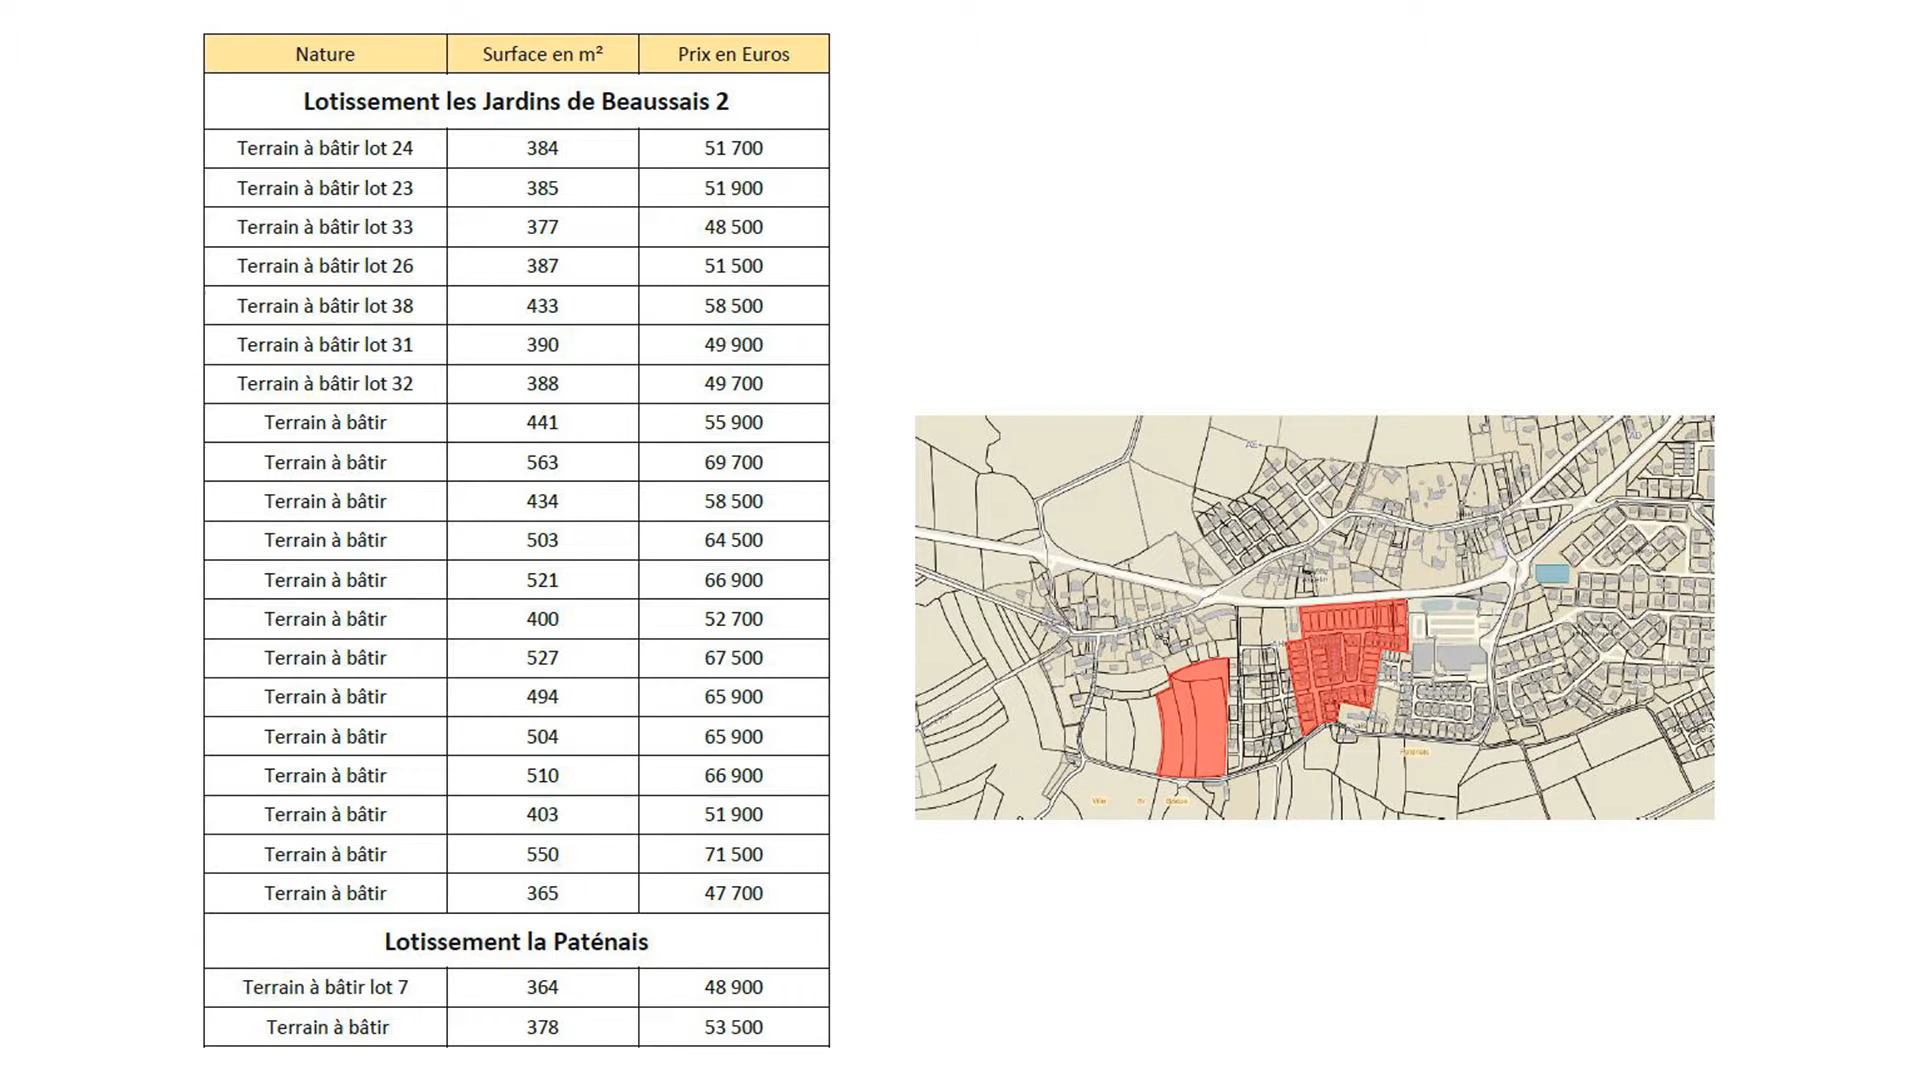 Nature Surface en m² Prix en Euros
Lotissement les Jardins de Beaussais 2
Terrain à bâtir lot 24 384 51 700
Terrain à bâtir lot 23 385 51 900
Terrain à bâtir lot 33 377 48 500
Terrain à bâtir lot 26 387 51 500
Terrain à bâtir lot 38 433 58 500
Terrain à bâtir lot 31 390 49 900
Terrain à bâtir lot 32 388 49 700
Terrain à bâtir 441 55 900
Terrain à bâtir 563 69 700
Terrain à bâtir 434 58 500
Terrain à bâtir 503 64 500
Terrain à bâtir 521 66 900
Terrain à bâtir 400 52 700
Terrain à bâtir 527 67 500
Terrain à bâtir 494 65 900
Terrain à bâtir 504 65 900
Terrain à bâtir 510 66 900
Terrain à bâtir 403 51 900
Terrain à bâtir 550 71 500
Terrain à bâtir 365 47 700
Lotissement la Paténais
Terrain à bâtir lot 7 364 48 900
Terrain à bâtir 378 53 500
AE
AD